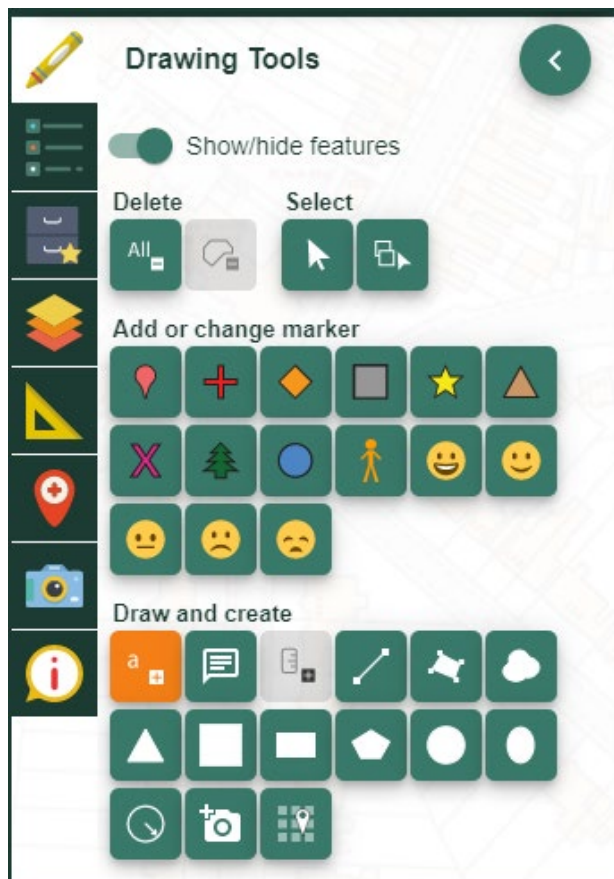 Drawing Tools
Show/hide features
Delete Select
All
Add or change marker
Draw and create
a